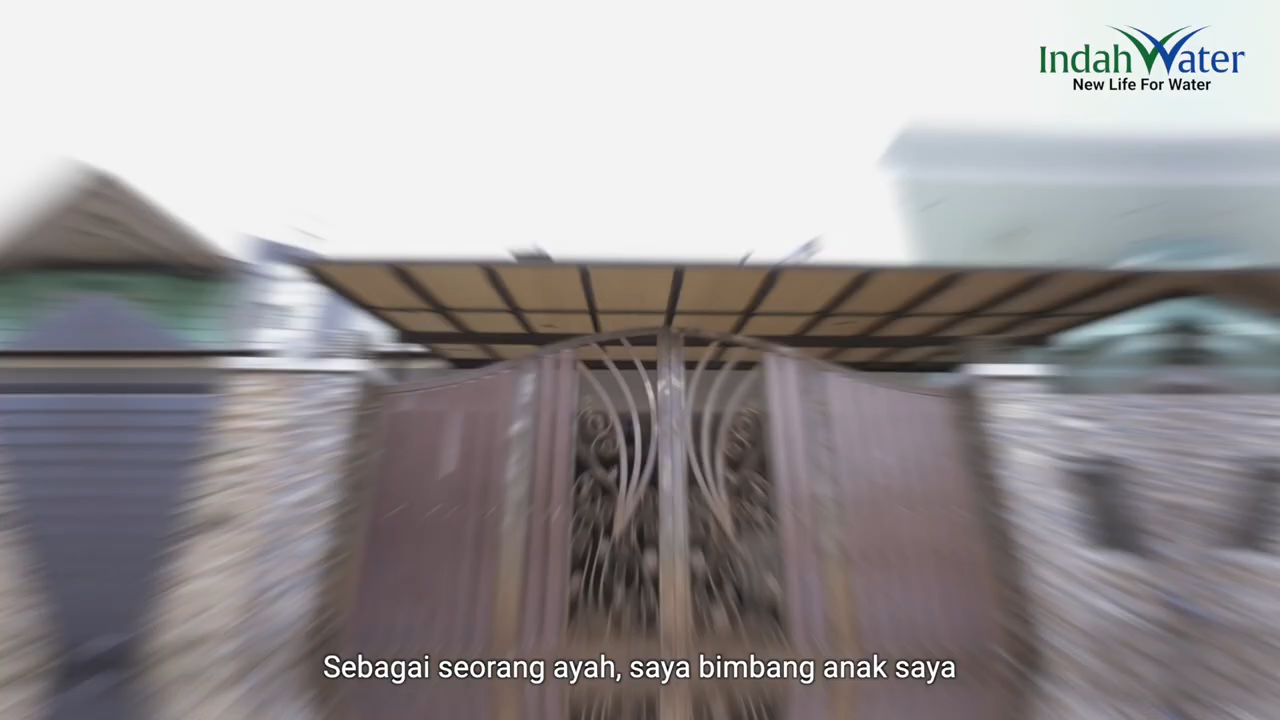 IndahWater
New Life For Water
Sebagai seorang ayah, saya bimbang anak saya